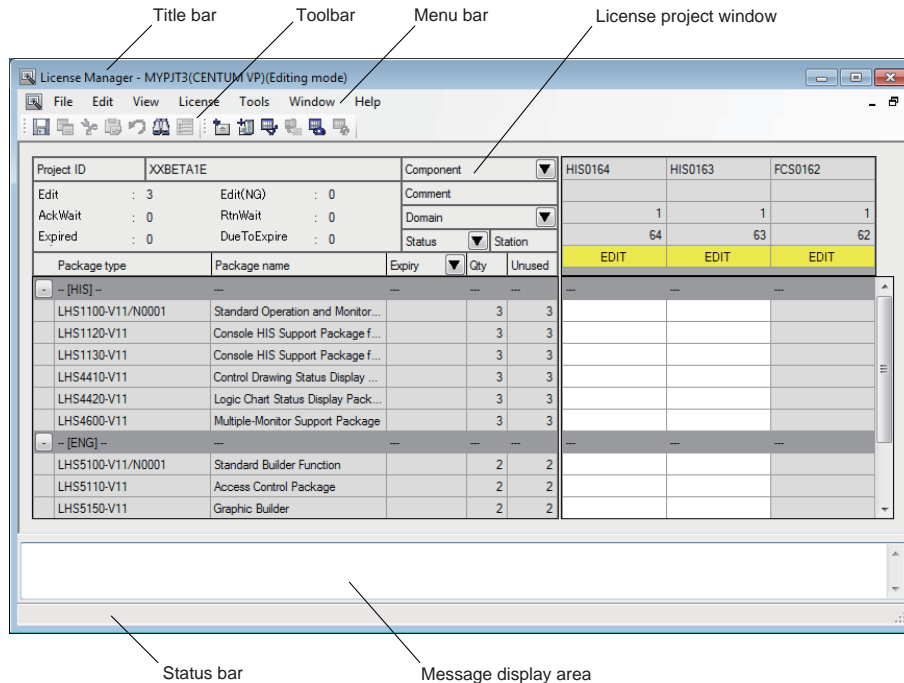 Title bar Toolbar Menu bar License project window
License Manager - MYPJT3(CENTUM VP)(Editing mode)
File Edit View License Tools Window Help
Project ID XXBETA1E Component HIS0164 HIS0163 FCS0162
Edit : 3 Edit(NG) : 0 Comment
AckWait : 0 RtnWait : 0 Domain 1 1 1
Expired : 0 DueToExpire : 0 Status Station 64 63 62
EDIT EDIT EDIT
Package type Package name Expiry Qty Unused
- -- [HIS] -- --- --- --- --- --- --- ---
LHS1100-V11/N0001 Standard Operation and Monitor... 3 3
LHS1120-V11 Console HIS Support Package f... 3 3
LHS1130-V11 Console HIS Support Package f... 3 3
LHS4410-V11 Control Drawing Status Display ... 3 3
LHS4420-V11 Logic Chart Status Display Pack... 3 3
LHS4600-V11 Multiple-Monitor Support Package 3 3
- -- [ENG] -- --- --- --- --- --- --- ---
LHS5100-V11/N0001 Standard Builder Function 2 2
LHS5110-V11 Access Control Package 2 2
LHS5150-V11 Graphic Builder 2 2
Status bar Message display area